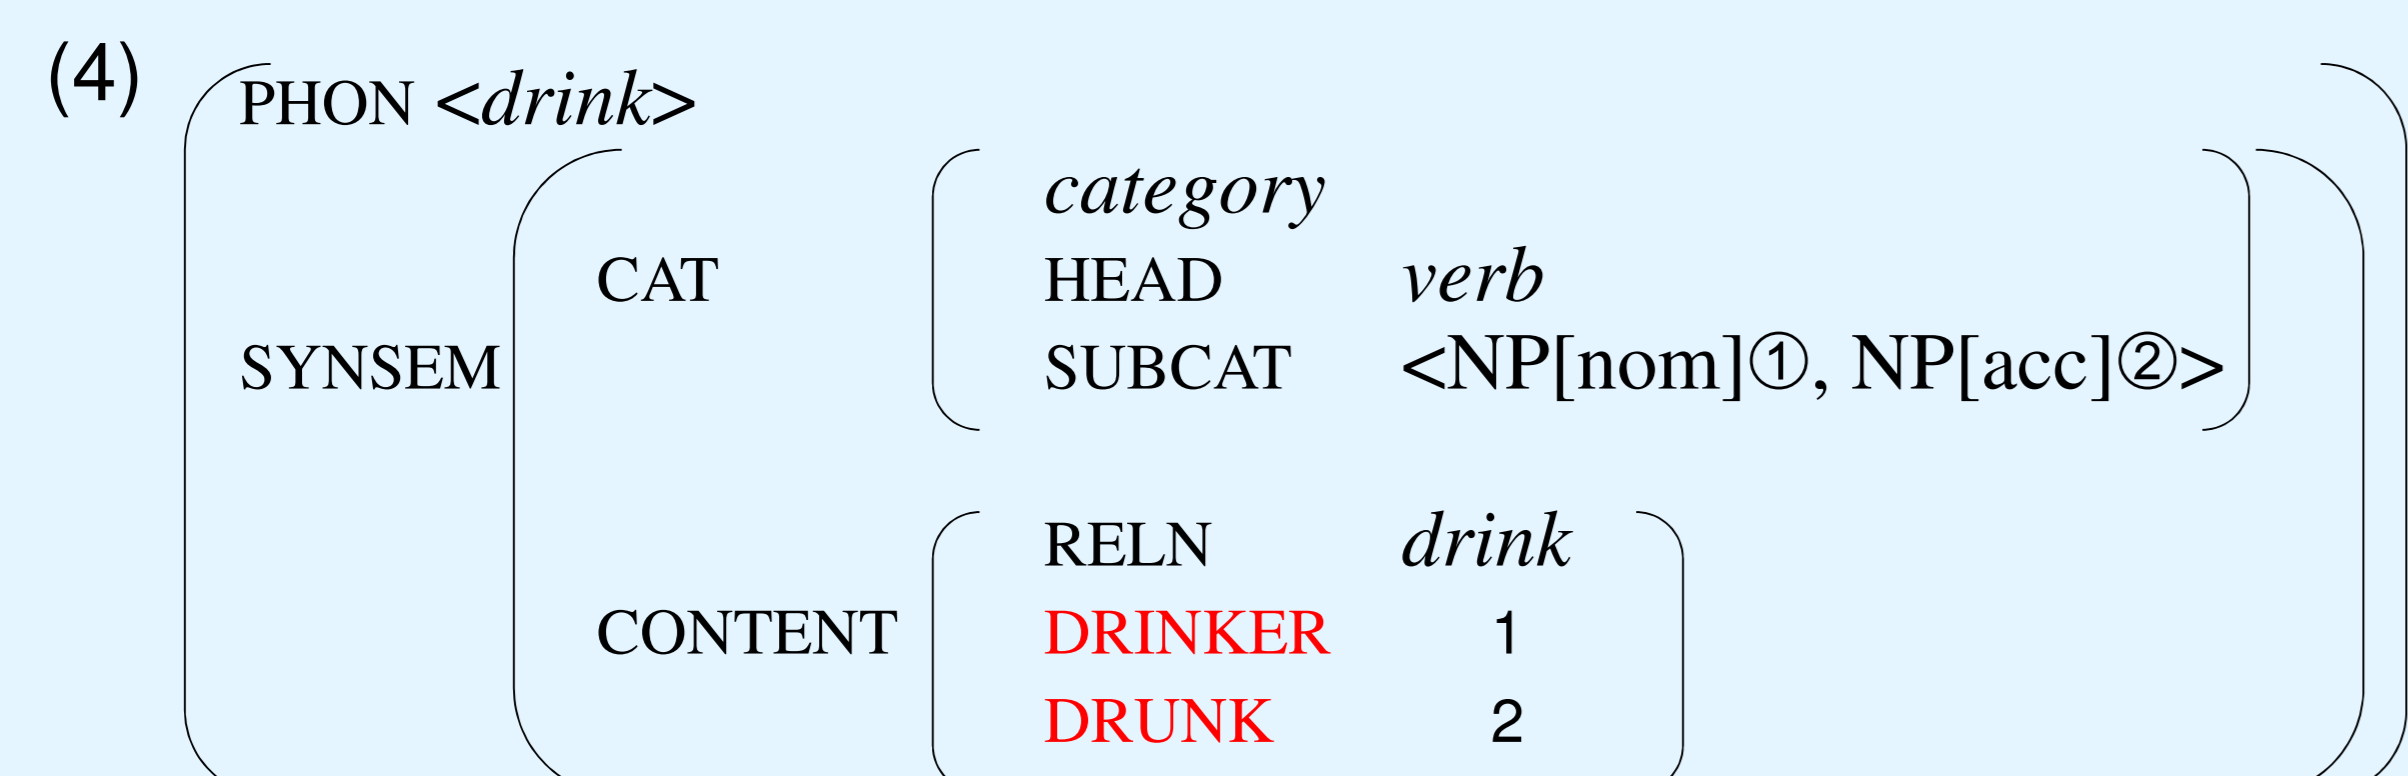 (4) PHON <drink>
category
CAT HEAD verb
SYNSEM SUBCAT <NP[nom]①, NP[acc]②>
RELN drink
CONTENT DRINKER 1
DRUNK 2